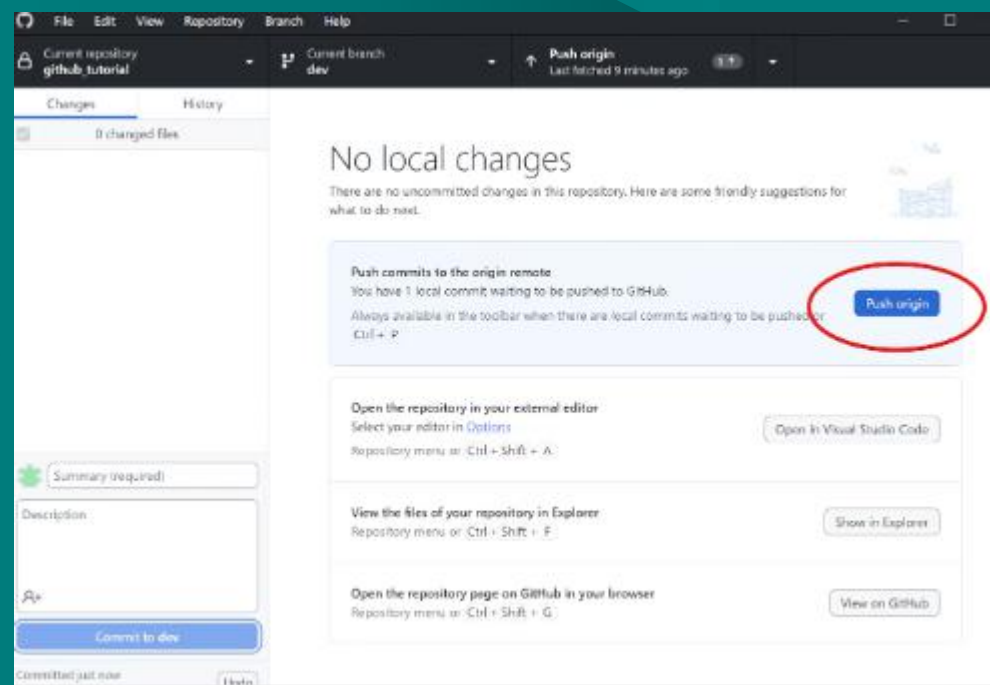 File Edit View Repository Branch Help
Current repository
github_tutorial
Current branch
dev
Push origin
Last fetched 9 minutes ago
1
Changes History
0 changed files
No local changes
There are no uncommitted changes in this repository. Here are some friendly suggestions for
what to do next.
Push commits to the origin remote
You have 1 local commit waiting to be pushed to GitHub.
Always available in the toolbar when there are local commits waiting to be pushed or
Ctrl + P
Push origin
Open the repository in your external editor
Select your editor in Options
Repository menu or Ctrl + Shift + A
Open in Visual Studio Code
View the files of your repository in Explorer
Repository menu or Ctrl + Shift + F
Show in Explorer
Open the repository page on GitHub in your browser
Repository menu or Ctrl + Shift + G
View on GitHub
Summary (required)
Description
Commit to dev
Committed just now
Undo